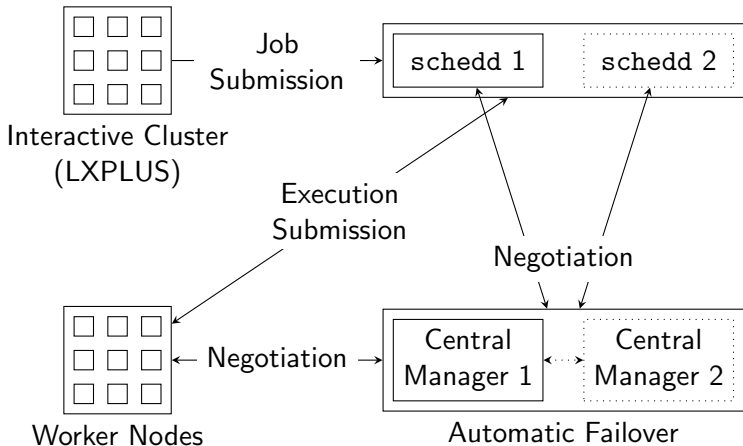 Job
Submission
schedd 1
schedd 2
Interactive Cluster
(LXPLUS)
Execution
Submission
Negotiation
Negotiation
Central
Manager 1
Central
Manager 2
Worker Nodes
Automatic Failover